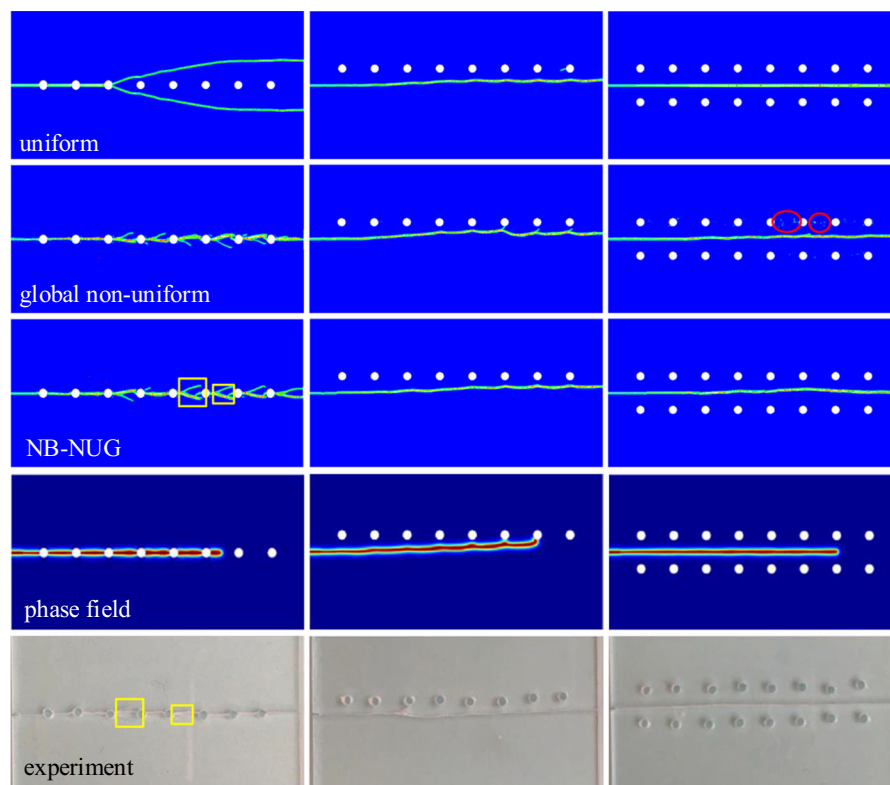 uniform
global non-uniform
NB-NUG
phase field
experiment